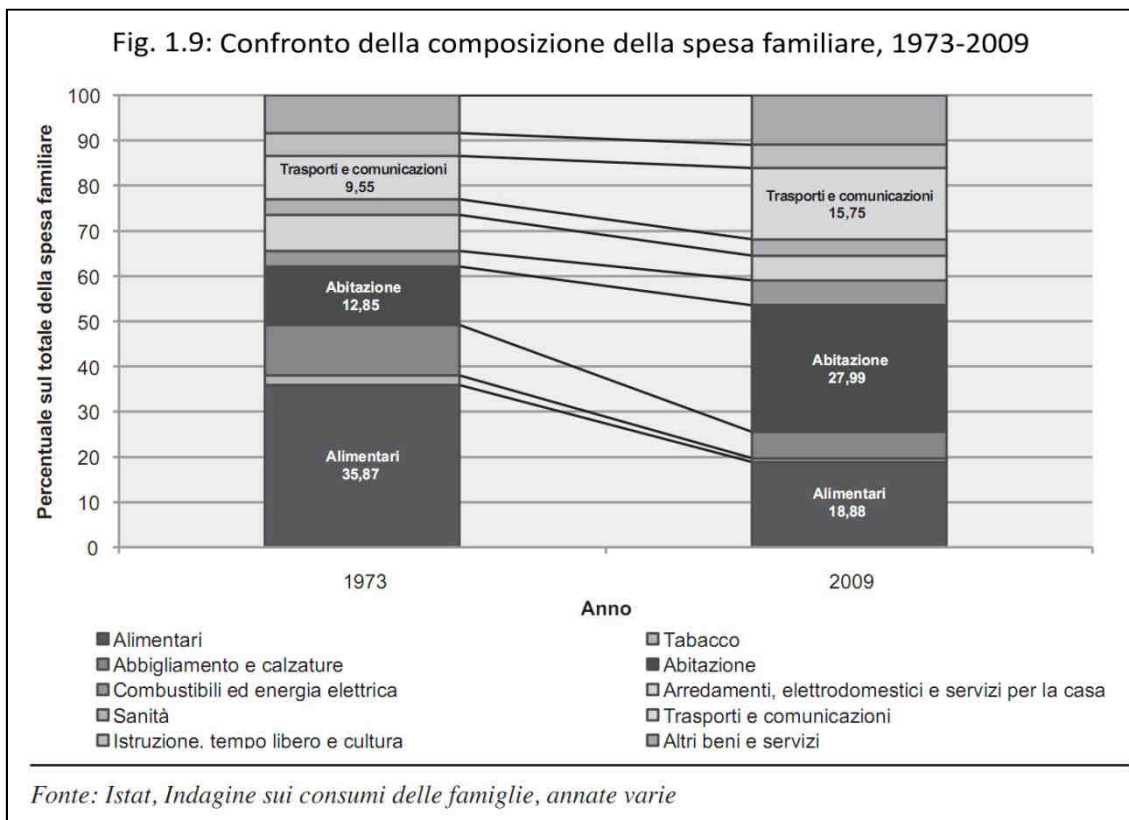 Fig. 1.9: Confronto della composizione della spesa familiare, 1973-2009
Percentuale sul totale della spesa familiare
100
90
80
70
60
50
40
30
20
10
0
Trasporti e comunicazioni
9,55
Abitazione
12,85
Alimentari
35,87
Trasporti e comunicazioni
15,75
Abitazione
27,99
Alimentari
18,88
1973
2009
Anno
Alimentari
Tabacco
Abbigliamento e calzature
Abitazione
Combustibili ed energia elettrica
Arredamenti, elettrodomestici e servizi per la casa
Sanità
Trasporti e comunicazioni
Istruzione, tempo libero e cultura
Altri beni e servizi
Fonte: Istat, Indagine sui consumi delle famiglie, annate varie